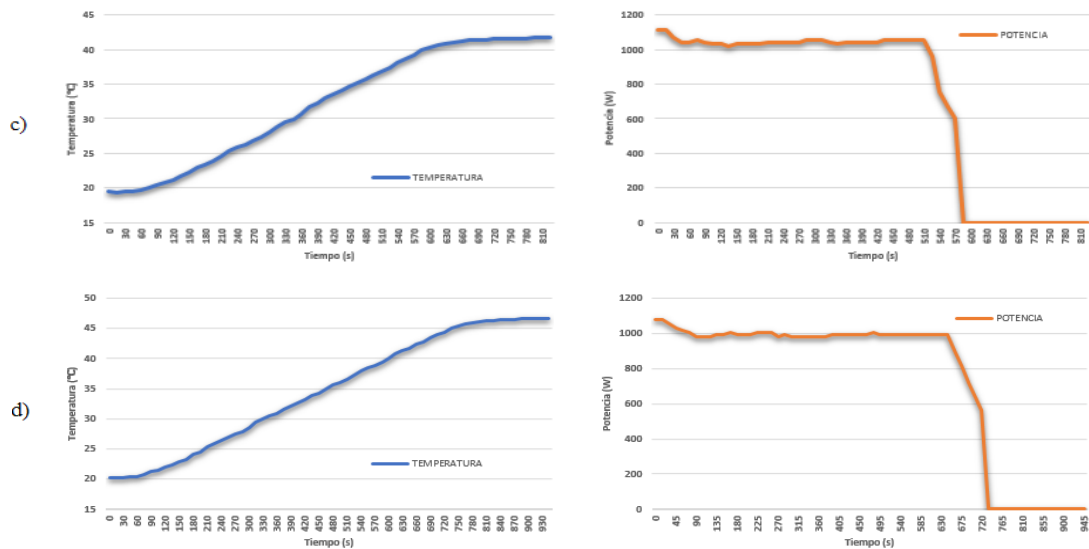 c)
Temperatura (°C)
45
40
35
30
25
20
15
TEMPERATURA
0 30 60 90 120 150 180 210 240 270 300 330 360 390 420 450 480 510 540 570 600 630 660 690 720 750 780 810
Tiempo (s)
Potencia (W)
1200
1000
800
600
400
200
0
POTENCIA
0 30 60 90 120 150 180 210 240 270 300 330 360 390 420 450 480 510 540 570 600 630 660 690 720 750 780 810
Tiempo (s)
d)
Temperatura (°C)
50
45
40
35
30
25
20
15
TEMPERATURA
0 30 60 90 120 150 180 210 240 270 300 330 360 390 420 450 480 510 540 570 600 630 660 690 720 750 780 810 840 870 900 930
Tiempo (s)
Potencia (W)
1200
1000
800
600
400
200
0
POTENCIA
0 45 90 135 180 225 270 315 360 405 450 495 540 585 630 675 720 765 810 855 900 945
Tiempo (s)